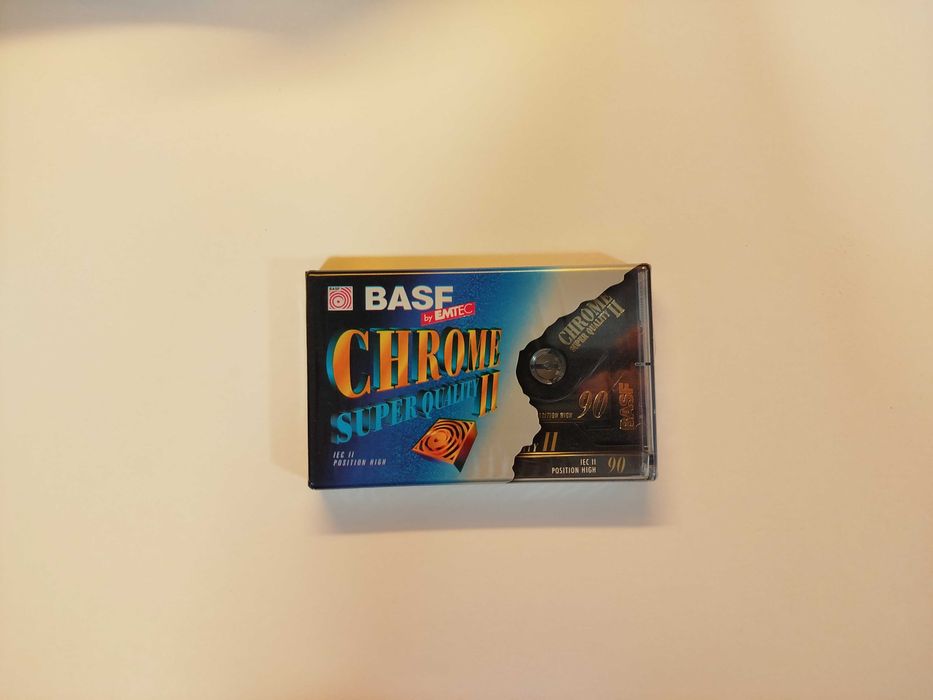 BASF
BASF
by EMTEC
CHROME
SUPER QUALITY II
IEC II
POSITION HIGH
CHROME
SUPER QUALITY II
POSITION HIGH 90
BASF
II
IEC II
POSITION HIGH 90